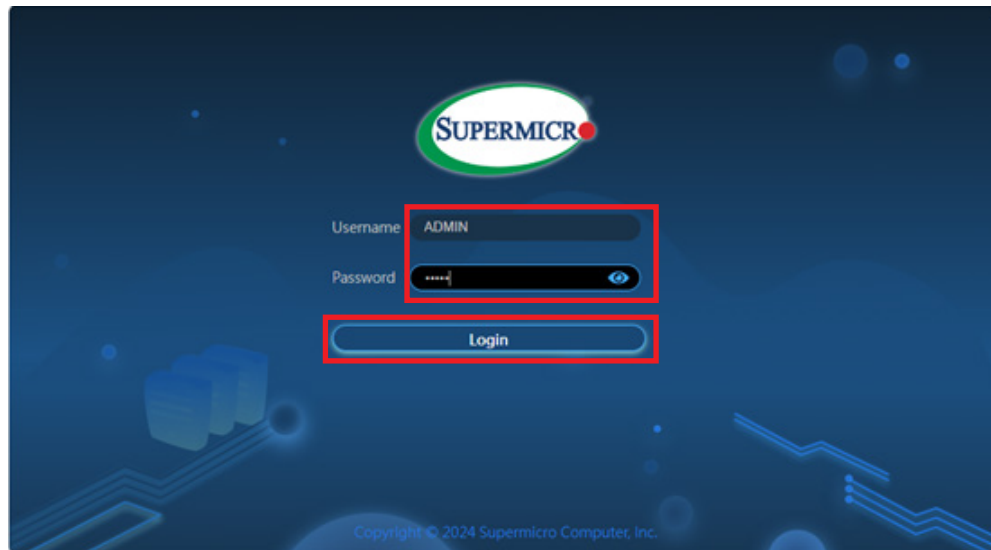 SUPERMICR
Username ADMIN
Password •••••
Login
Copyright © 2024 Supermicro Computer, Inc.